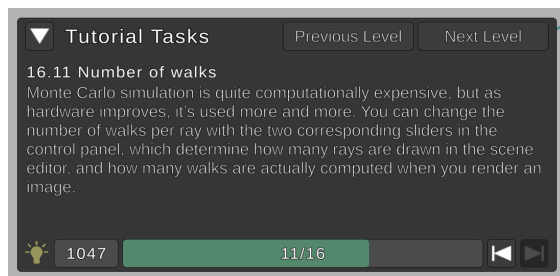 Tutorial Tasks
Previous Level
Next Level
16.11 Number of walks
Monte Carlo simulation is quite computationally expensive, but as
hardware improves, it's used more and more. You can change the
number of walks per ray with the two corresponding sliders in the
control panel, which determine how many rays are drawn in the scene
editor, and how many walks are actually computed when you render an
image.
1047
11/16